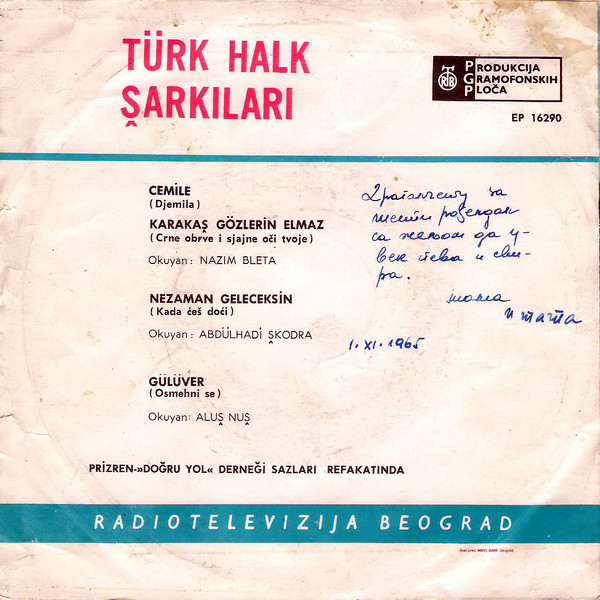 TÜRK HALK
ŞARKILARI
RTB
PRODUKCIJA
GRAMOFONSKIH
PLOČA
EP 16290
CEMİLE
(Djemila)
KARAKAŞ GÖZLERİN ELMAZ
(Crne obrve i sjajne oči tvoje)
Okuyan: NAZIM BLETA
NEZAMAN GELECEKSİN
(Kada ćeš doći)
Okuyan: ABDÜLHADİ ŞKODRA
GÜLÜVER
(Osmehni se)
Okuyan: ALUŞ NUŞ
за
шести рођендан
са жељом да у-
век пева и сви-
ра.
мама
и тата
1.XI.1965
PRİZREN-»DOĞRU YOL« DERNEĞİ SAZLARI REFAKATINDA
RADIOTELEVIZIJA BEOGRAD